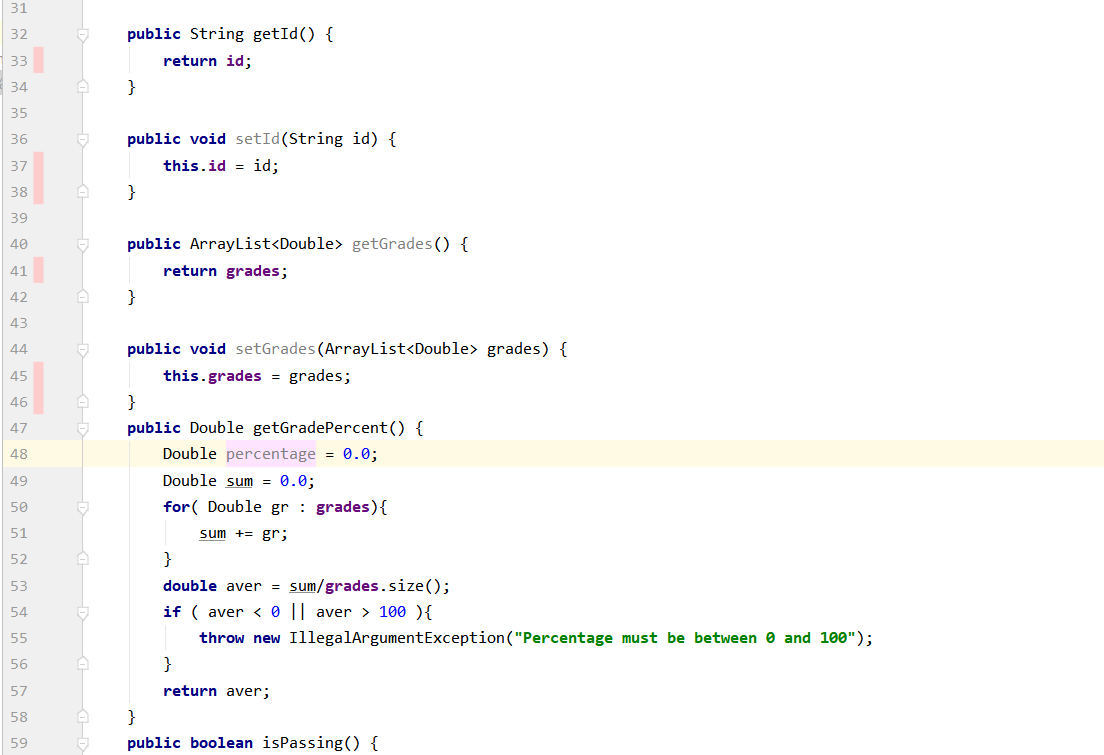 31
32 public String getId() {
33 return id;
34 }
35
36 public void setId(String id) {
37 this.id = id;
38 }
39
40 public ArrayList<Double> getGrades() {
41 return grades;
42 }
43
44 public void setGrades(ArrayList<Double> grades) {
45 this.grades = grades;
46 }
47 public Double getGradePercent() {
48 Double percentage = 0.0;
49 Double sum = 0.0;
50 for( Double gr : grades){
51 sum += gr;
52 }
53 double aver = sum/grades.size();
54 if ( aver < 0 || aver > 100 ){
55 throw new IllegalArgumentException("Percentage must be between 0 and 100");
56 }
57 return aver;
58 }
59 public boolean isPassing() {